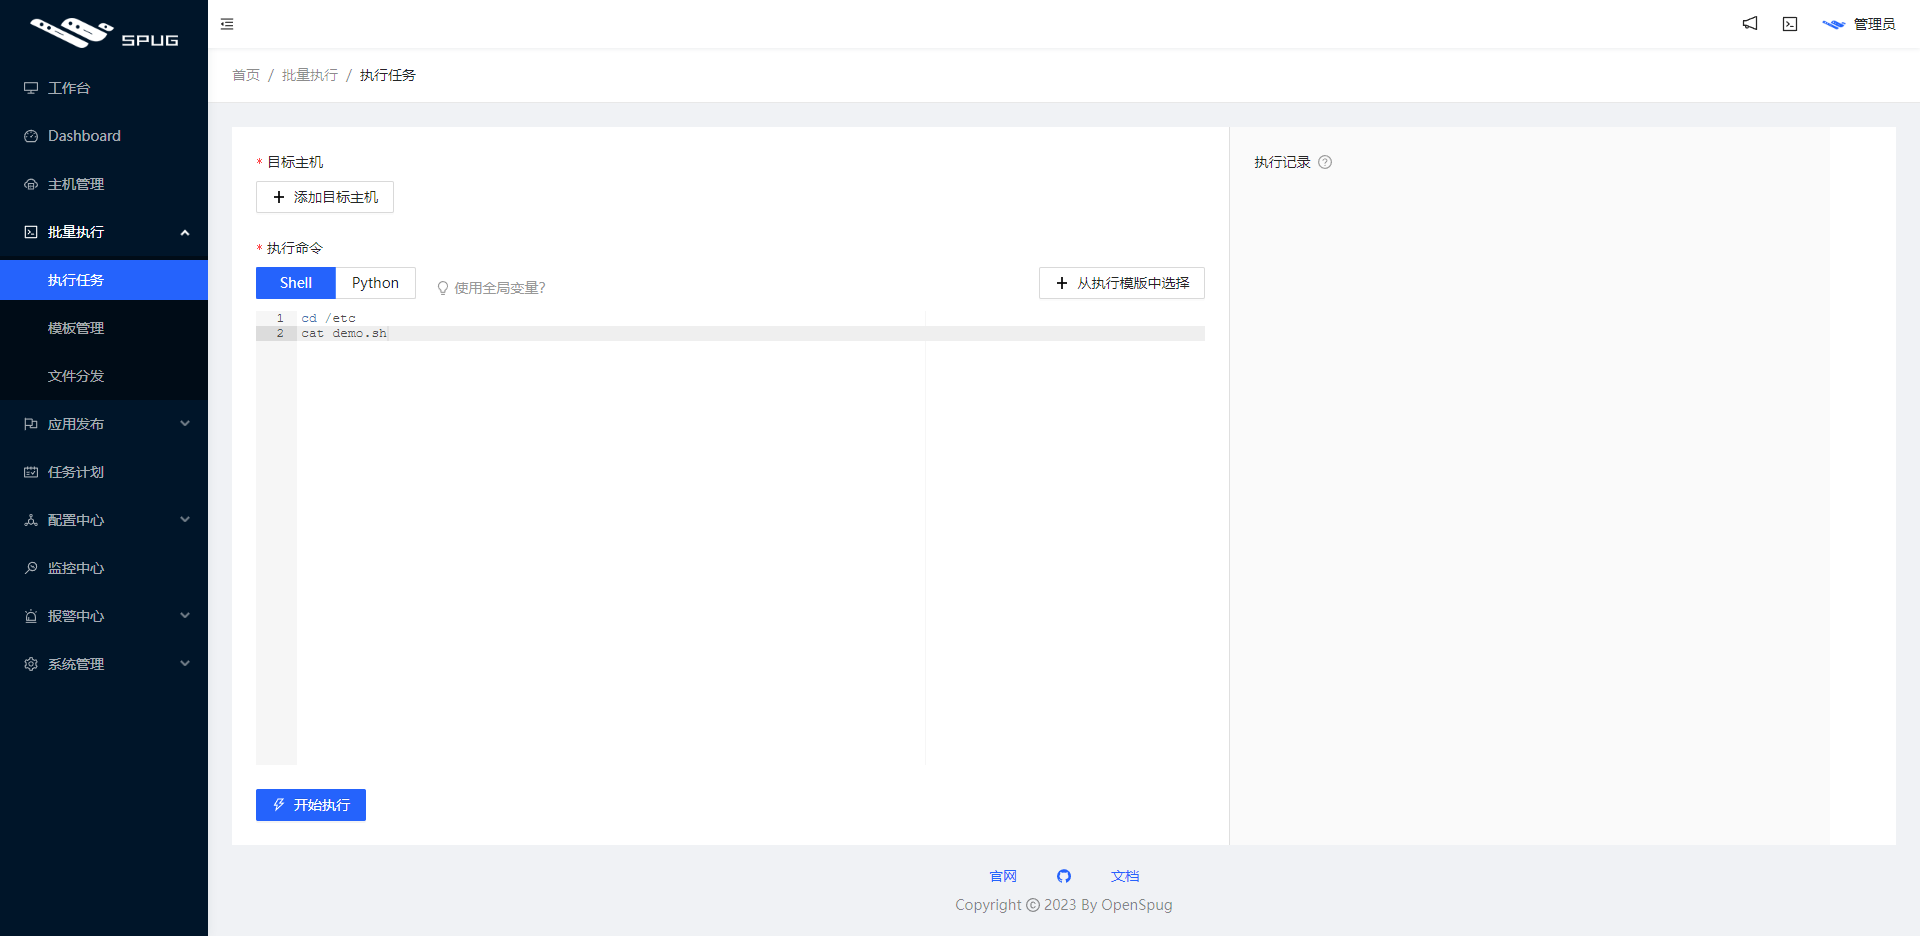 SPUG
工作台
Dashboard
主机管理
批量执行
执行任务
模板管理
文件分发
应用发布
任务计划
配置中心
监控中心
报警中心
系统管理
管理员
首页 / 批量执行 / 执行任务
* 目标主机
添加目标主机
* 执行命令
Shell
Python
使用全局变量?
从执行模版中选择
1 cd /etc
2 cat demo.sh
开始执行
执行记录
官网
文档
Copyright © 2023 By OpenSpug